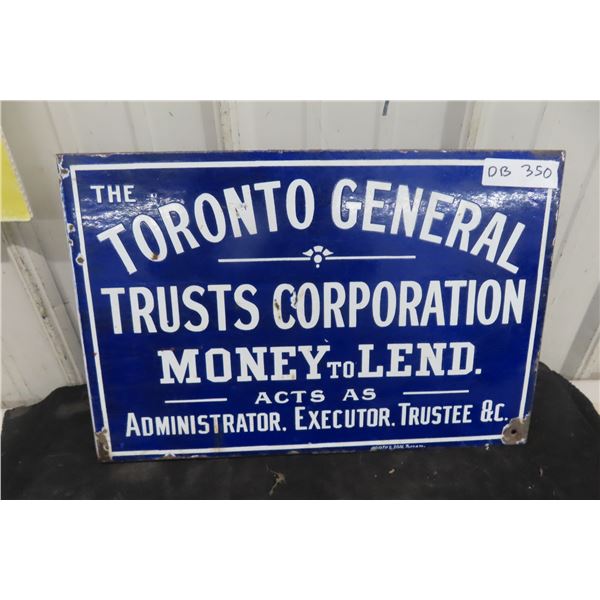 DB 350
THE
TORONTO GENERAL
TRUSTS CORPORATION
MONEY TO LEND.
ACTS AS
ADMINISTRATOR, EXECUTOR, TRUSTEE &C.